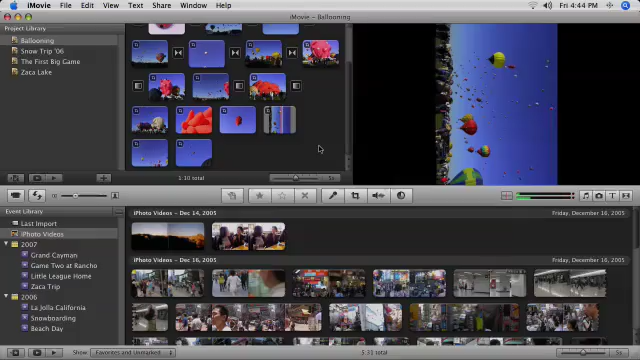 iMovie File Edit View Text Share Window Help Fri 4:44 PM
iMovie - Ballooning
Project Library
Ballooning
Snow Trip '06
The First Big Game
Zaca Lake
1:10 total
5s
Event Library
Last Import
iPhoto Videos
2007
Grand Cayman
Game Two at Rancho
Little League Home
Zaca Trip
2006
La Jolla California
Snowboarding
Beach Day
iPhoto Videos - Dec 14, 2005 Friday, December 16, 2005
iPhoto Videos - Dec 16, 2005 Friday, December 16, 2005
Show: Favorites and Unmarked
5:31 total
5s